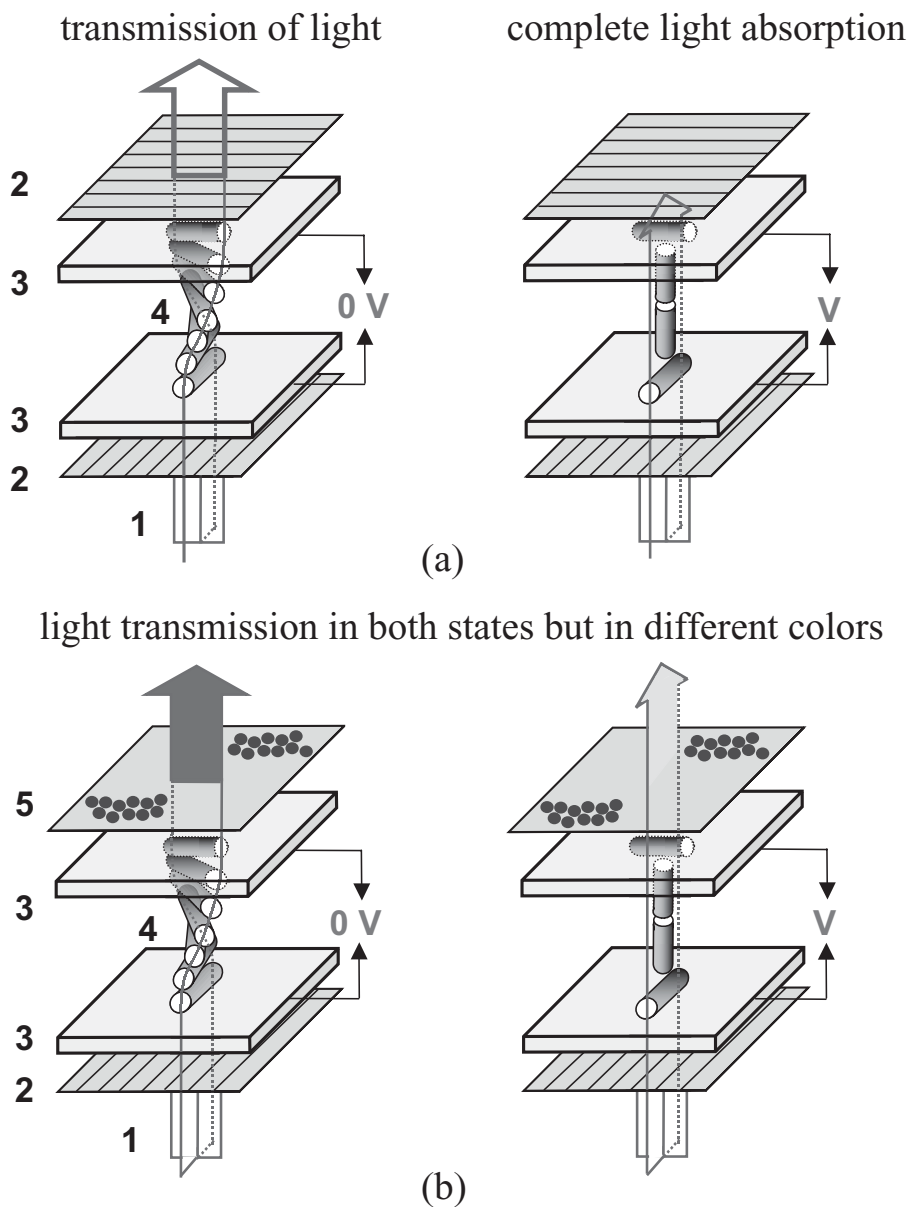 transmission of light
complete light absorption
2
3
4
0 V
V
3
2
1
(a)
light transmission in both states but in different colors
5
3
4
0 V
V
3
2
1
(b)